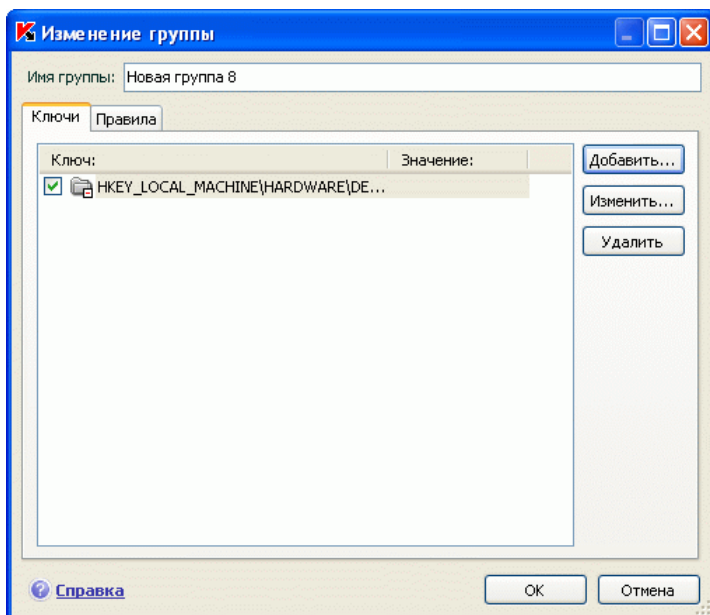 Изменение группы
Имя группы: Новая группа 8
Ключи Правила
Ключ: Значение: Добавить...
HKEY_LOCAL_MACHINE\HARDWARE\DE...
Изменить...
Удалить
Справка OK Отмена